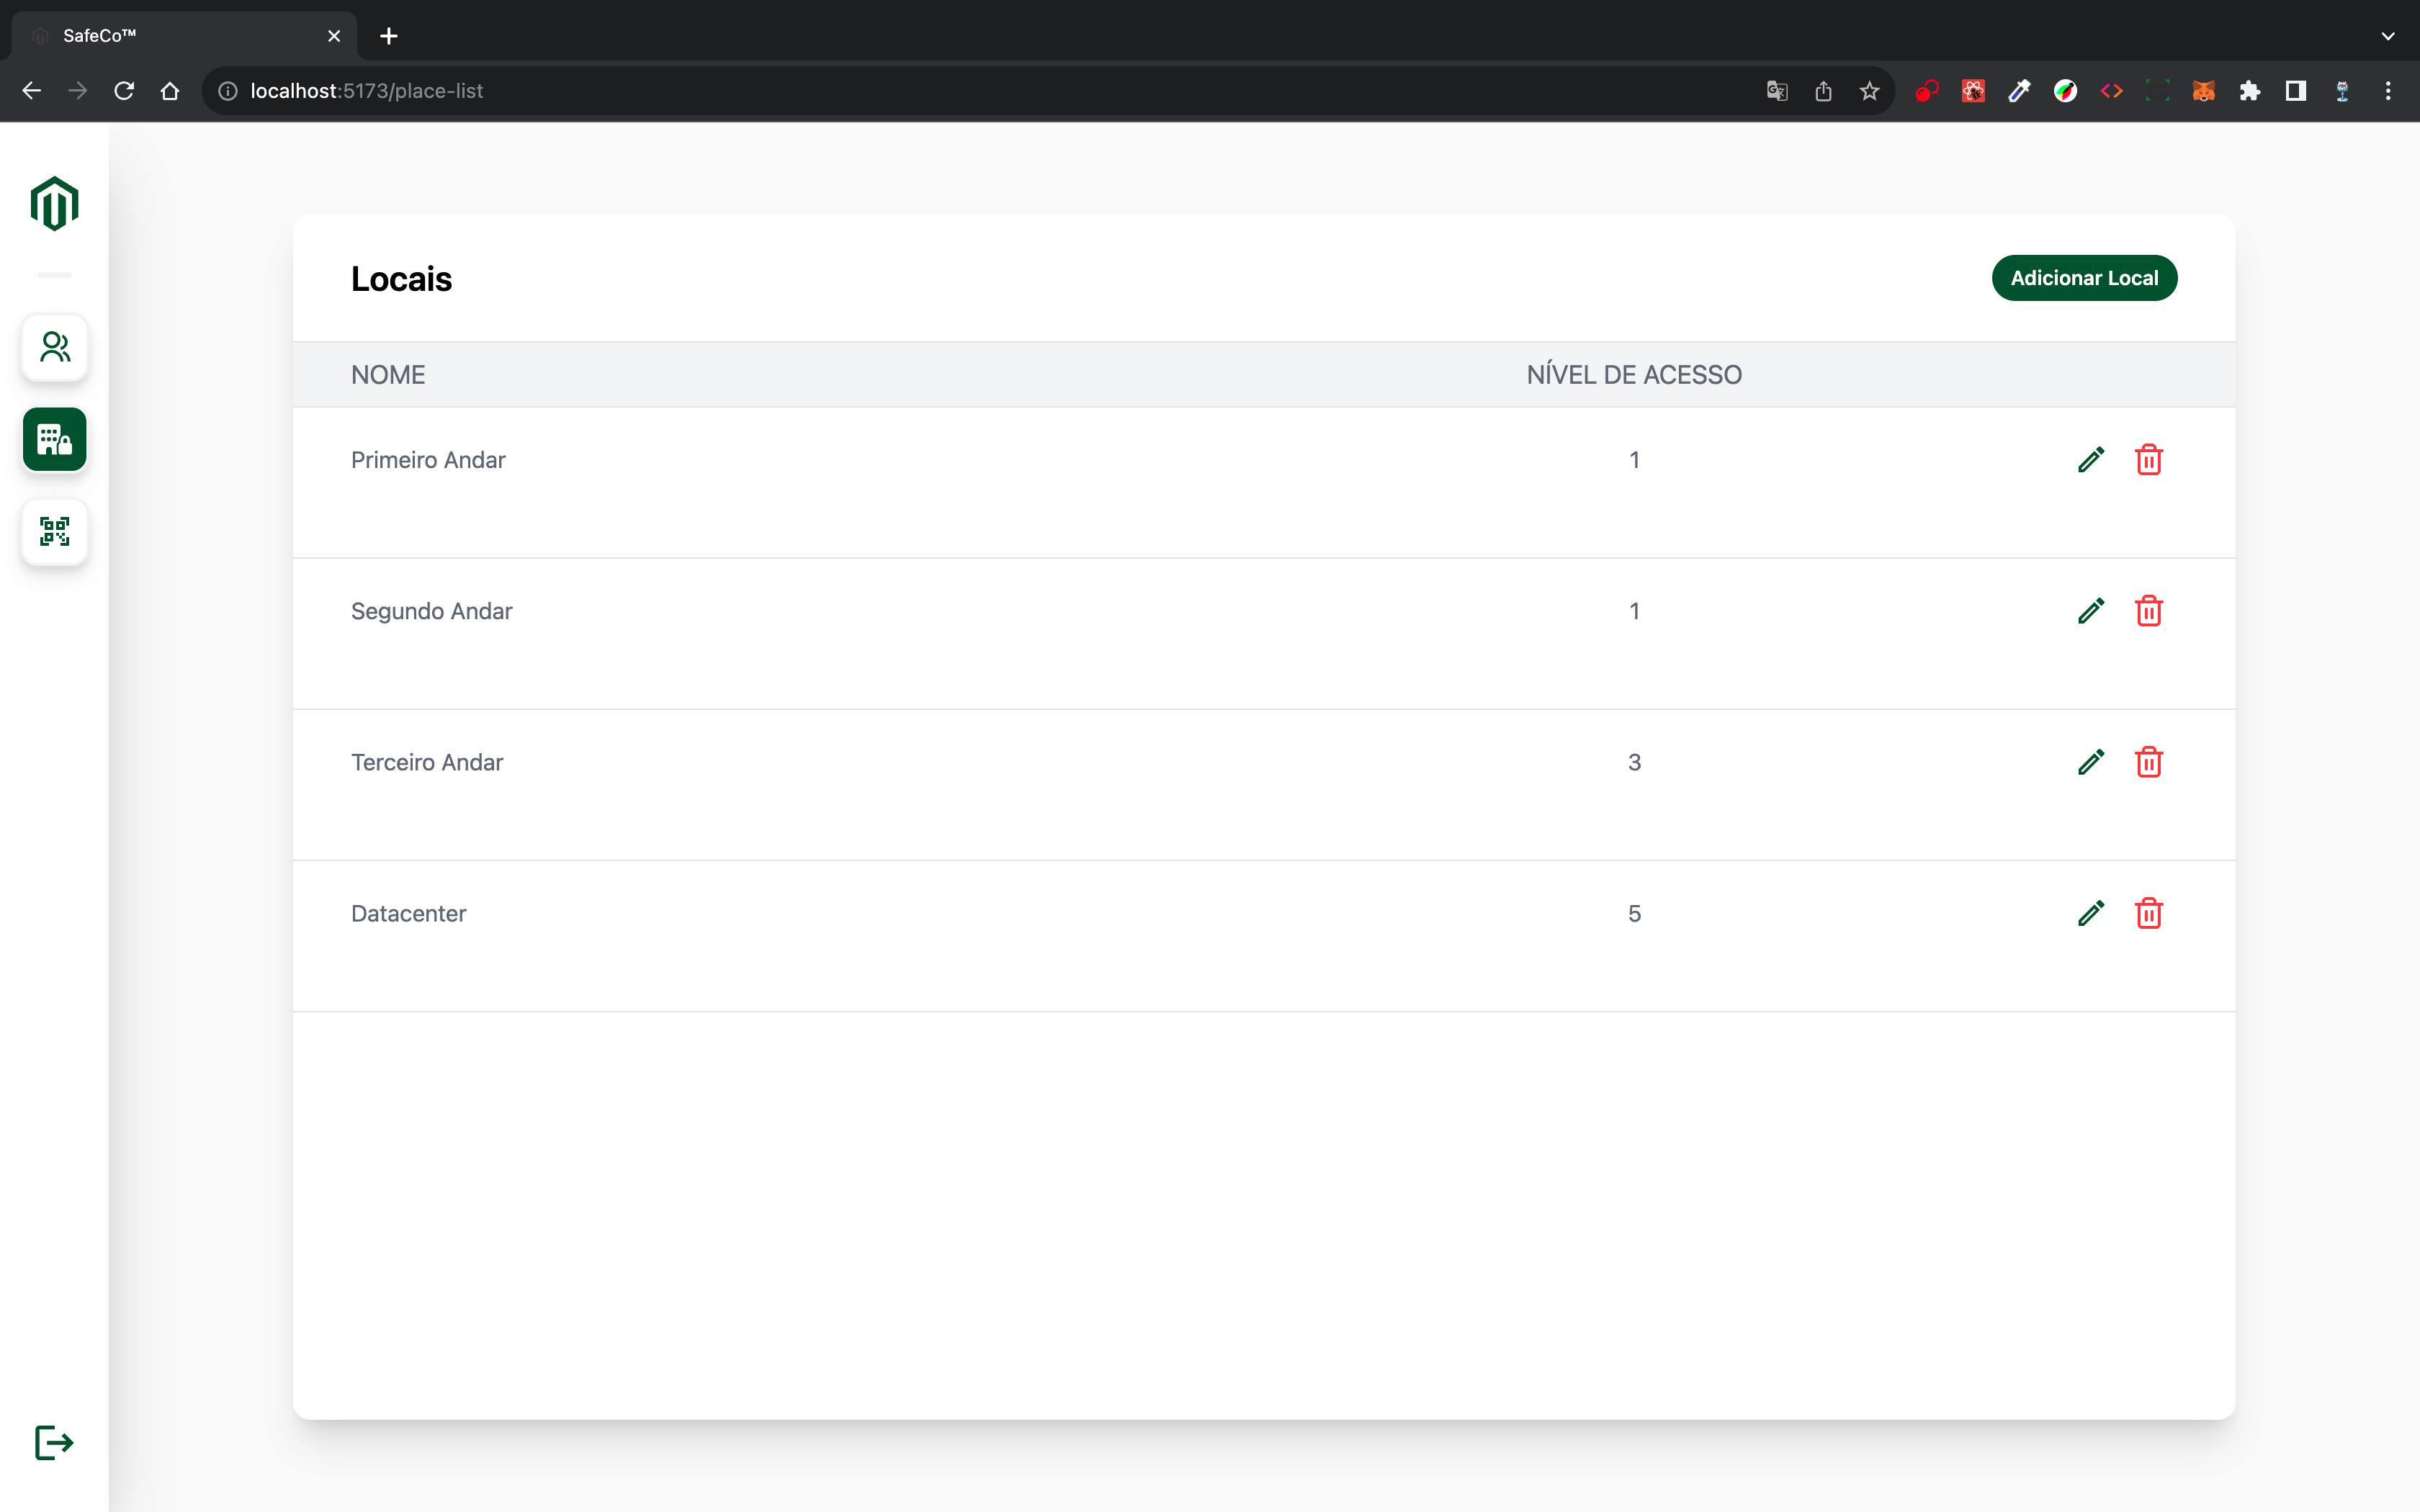 SafeCo™
localhost:5173/place-list
Locais
Adicionar Local
NOME NÍVEL DE ACESSO
Primeiro Andar 1
Segundo Andar 1
Terceiro Andar 3
Datacenter 5